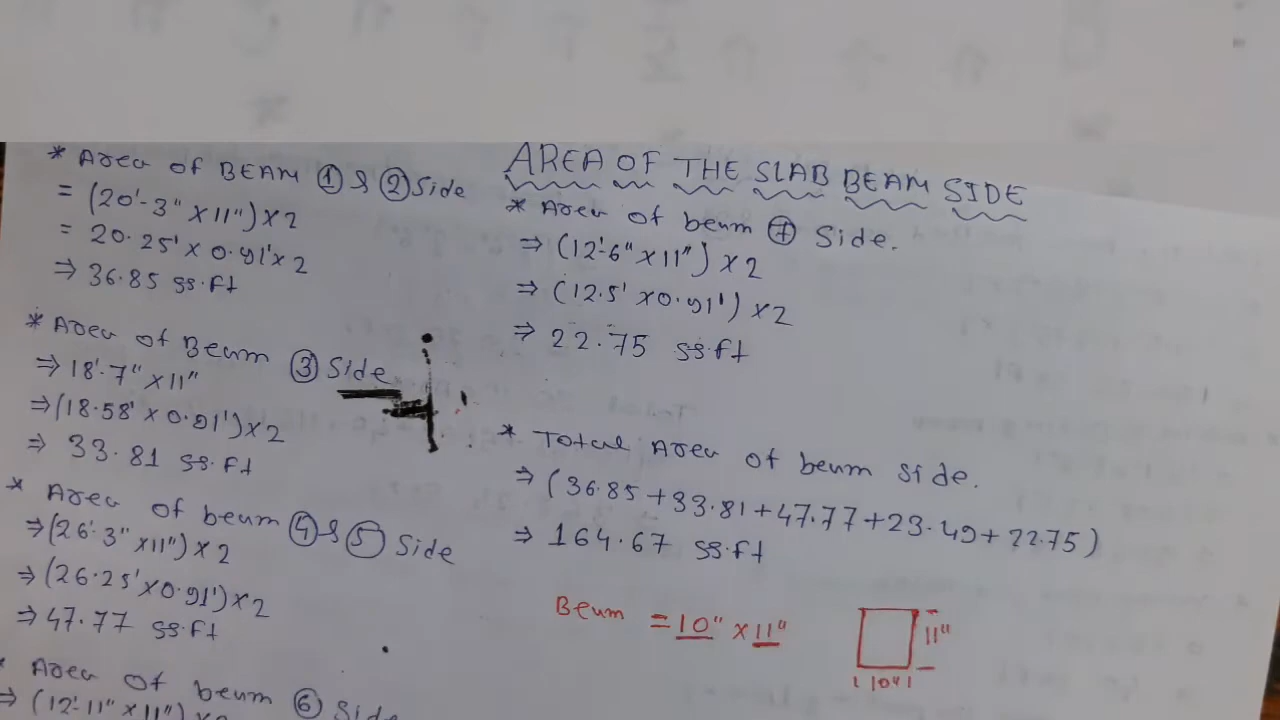 * Area of BEAM ① & ② Side
= (20'-3" x 11") x 2
= 20.25' x 0.91' x 2
⇒ 36.85 sq.ft
* Area of Beam ③ Side
⇒ 18'.7" x 11"
⇒ (18.58' x 0.91') x 2
⇒ 33.81 sq.ft
* Area of beam ④ & ⑤ Side
⇒ (26'.3" x 11") x 2
⇒ (26.25' x 0.91') x 2
⇒ 47.77 sq.ft
* Area of beam ⑥ Side
⇒ (12'-11" x 11") x
AREA OF THE SLAB BEAM SIDE
* Area of beam ⑦ Side.
⇒ (12'-6" x 11") x 2
⇒ (12.5' x 0.91') x 2
⇒ 22.75 sq.ft
* Total Area of beam side.
⇒ (36.85 + 33.81 + 47.77 + 23.49 + 22.75)
⇒ 164.67 sq.ft
Beam = 10" x 11"
11"
10"